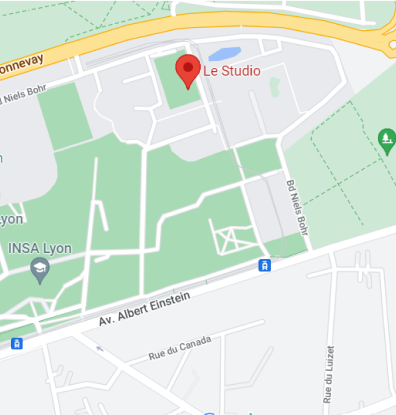 onnevay
Le Studio
d Niels Bohr
n
Bd Niels Bohr
Lyon
INSA Lyon
Av. Albert Einstein
Rue du Canada
Rue du Luizet